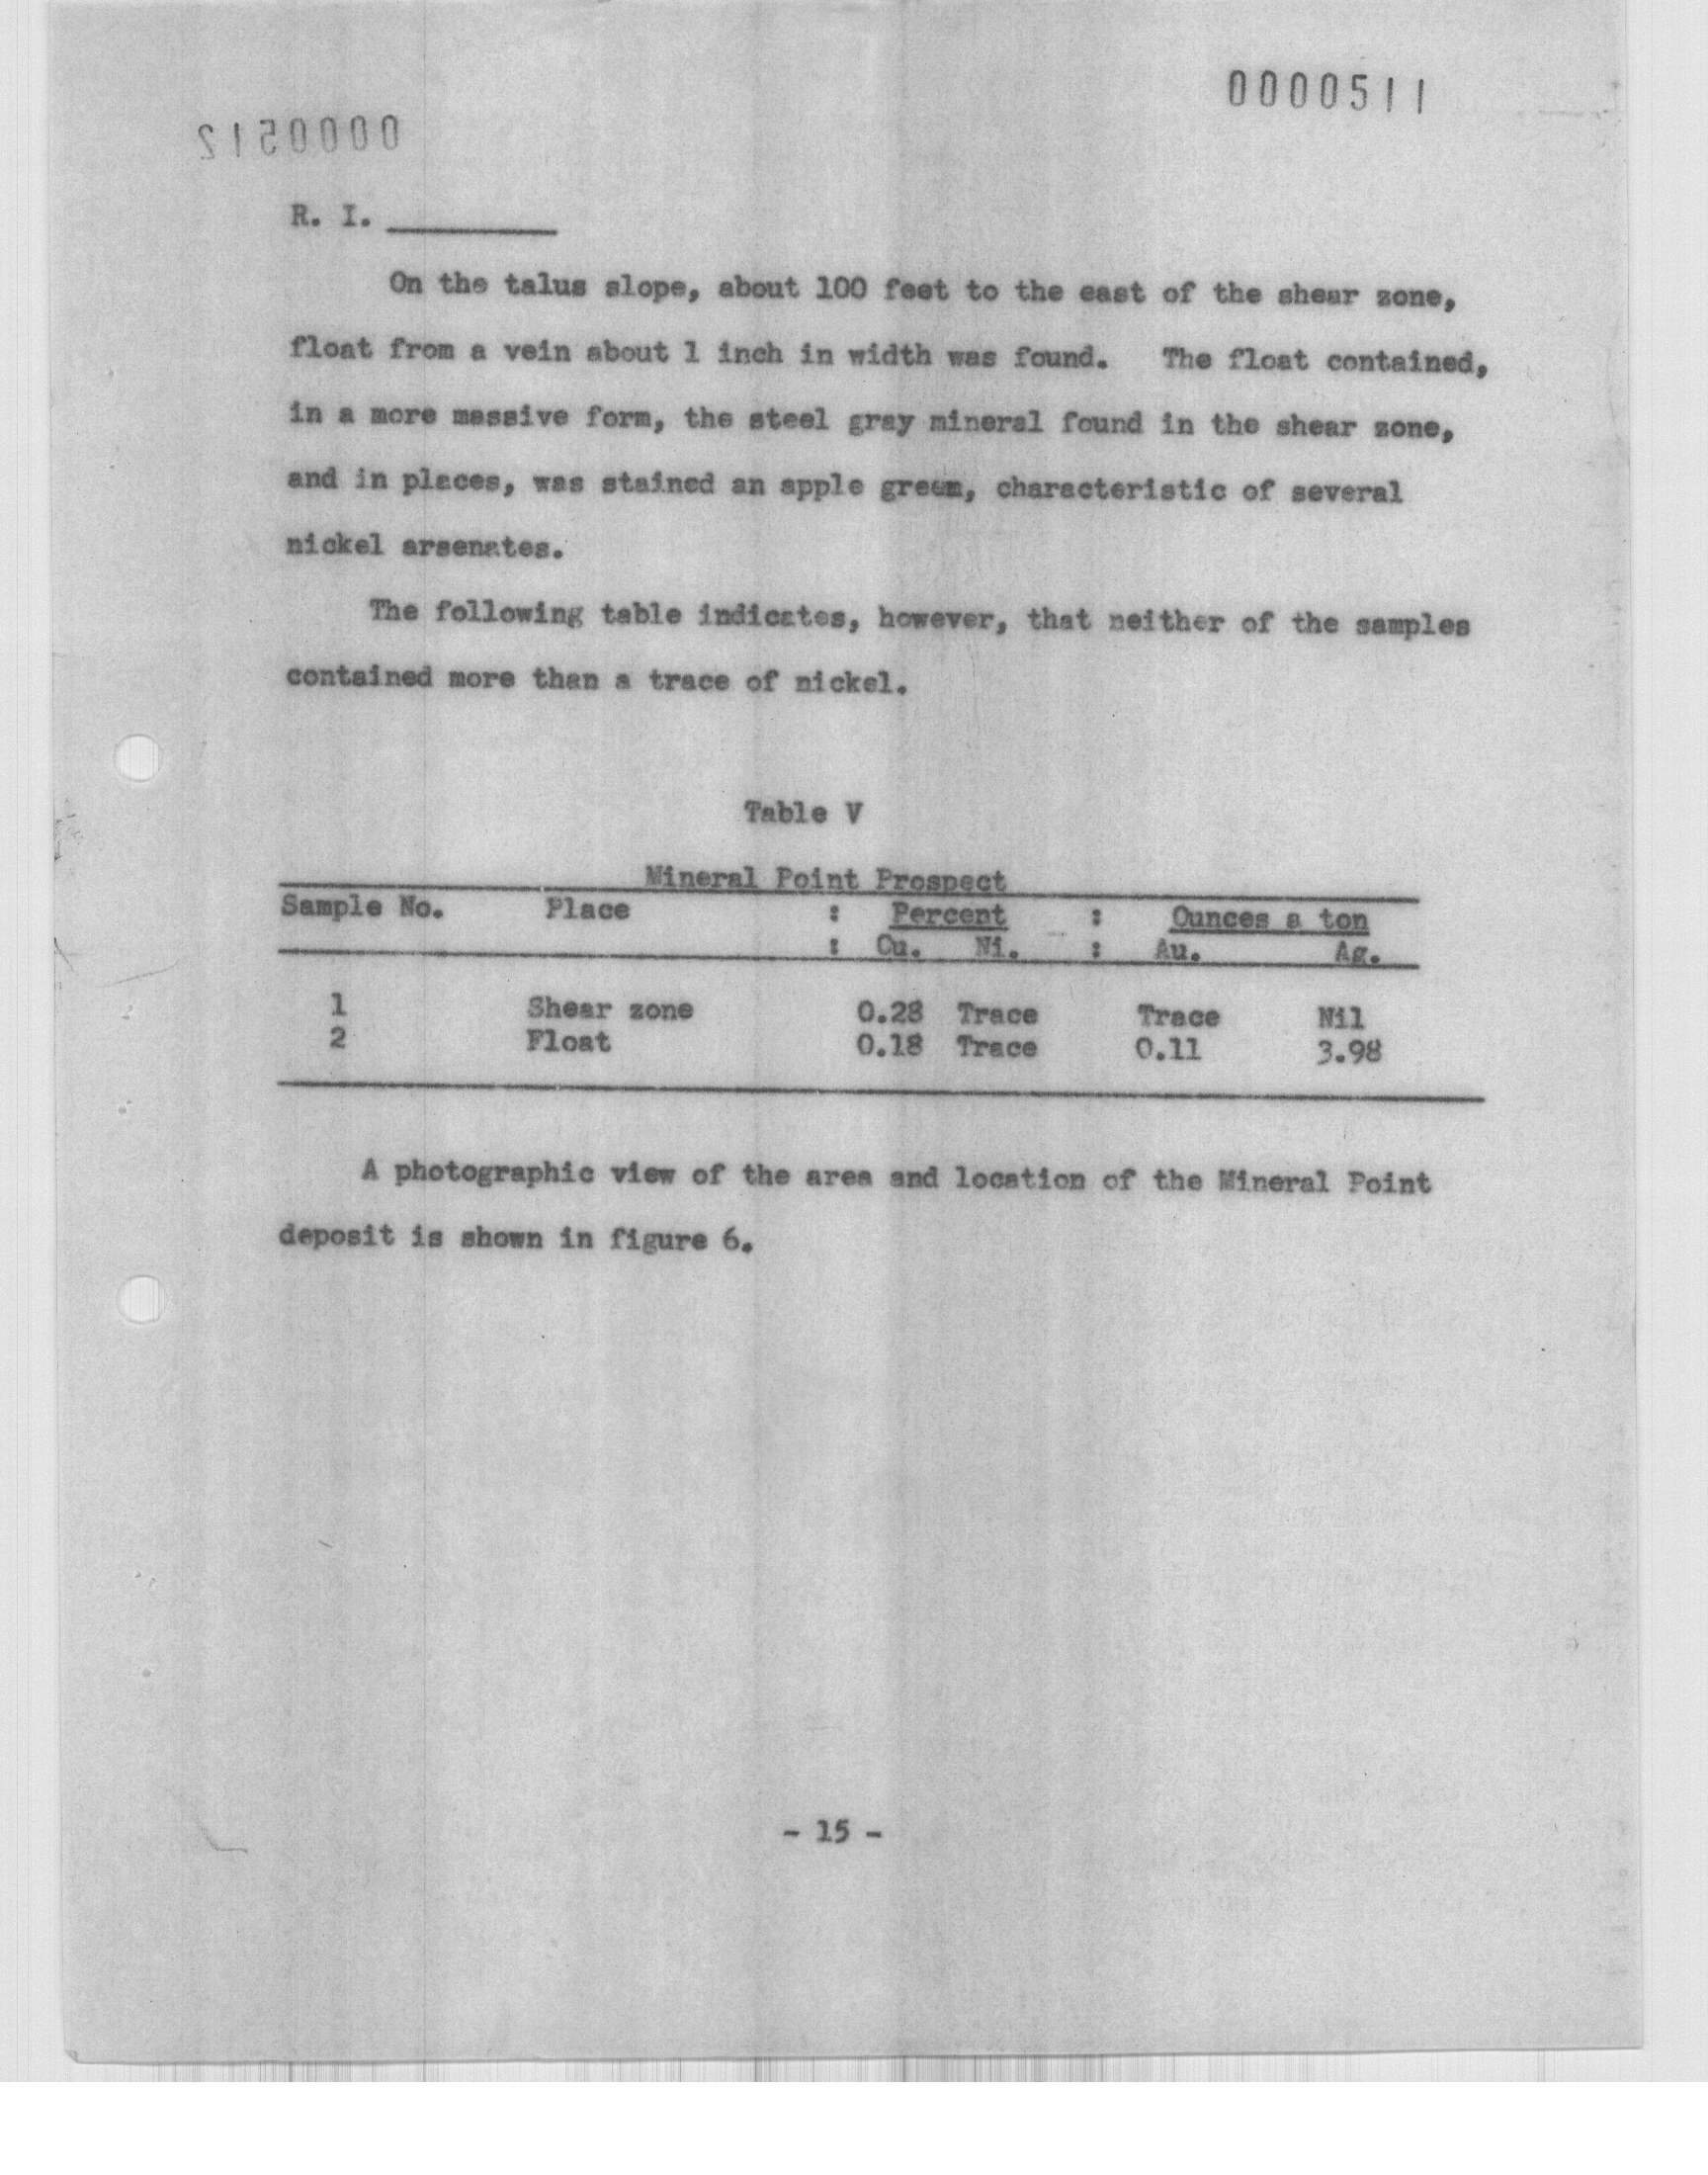 0000511
0000512
R. I. __________
On the talus slope, about 100 feet to the east of the shear zone,
float from a vein about 1 inch in width was found. The float contained,
in a more massive form, the steel gray mineral found in the shear zone,
and in places, was stained an apple green, characteristic of several
nickel arsenates.
The following table indicates, however, that neither of the samples
contained more than a trace of nickel.
Table V
Mineral Point Prospect
Sample No. Place : Percent : Ounces a ton
: Cu. Ni. : Au. Ag.
1 Shear zone 0.28 Trace Trace Nil
2 Float 0.18 Trace 0.11 3.98
A photographic view of the area and location of the Mineral Point
deposit is shown in figure 6.
- 15 -